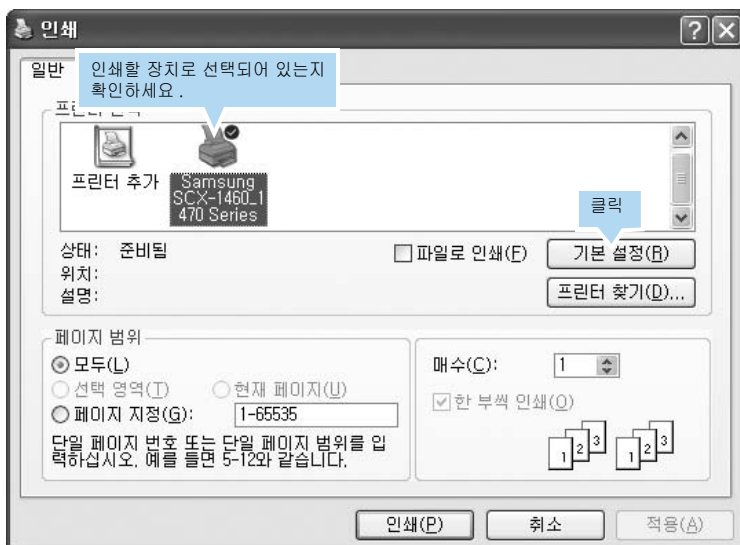 인쇄
일반
인쇄할 장치로 선택되어 있는지
확인하세요 .
프린터 선택
프린터 추가
Samsung
SCX-1460_1
470 Series
클릭
상태: 준비됨
위치:
설명:
파일로 인쇄(F)
기본 설정(R)
프린터 찾기(D)...
페이지 범위
모두(L)
선택 영역(T)
현재 페이지(U)
페이지 지정(G):
1-65535
단일 페이지 번호 또는 단일 페이지 범위를 입
력하십시오. 예를 들면 5-12와 같습니다.
매수(C):
1
한 부씩 인쇄(O)
1 2 3
1 2 3
인쇄(P)
취소
적용(A)